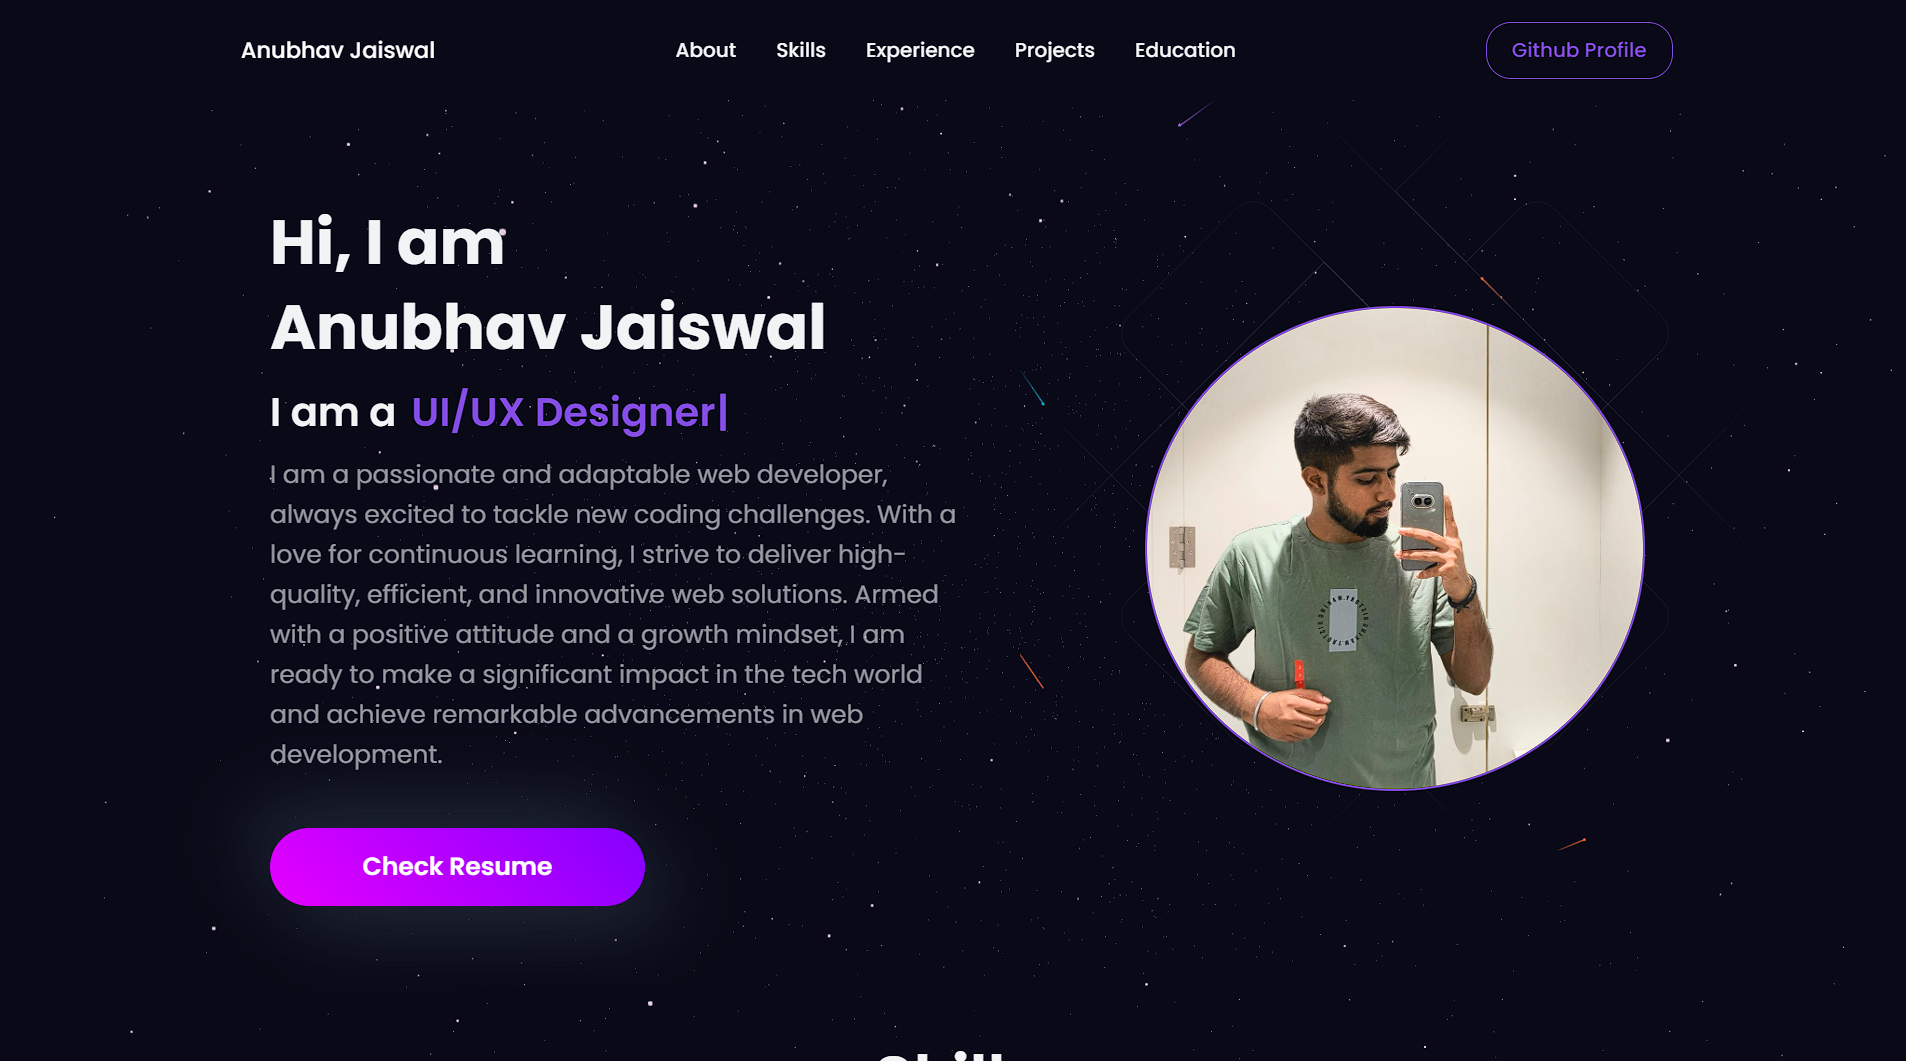 Anubhav Jaiswal
About Skills Experience Projects Education
Github Profile
Hi, I am
Anubhav Jaiswal
I am a UI/UX Designer|
I am a passionate and adaptable web developer,
always excited to tackle new coding challenges. With a
love for continuous learning, I strive to deliver high-
quality, efficient, and innovative web solutions. Armed
with a positive attitude and a growth mindset, I am
ready to make a significant impact in the tech world
and achieve remarkable advancements in web
development.
Check Resume